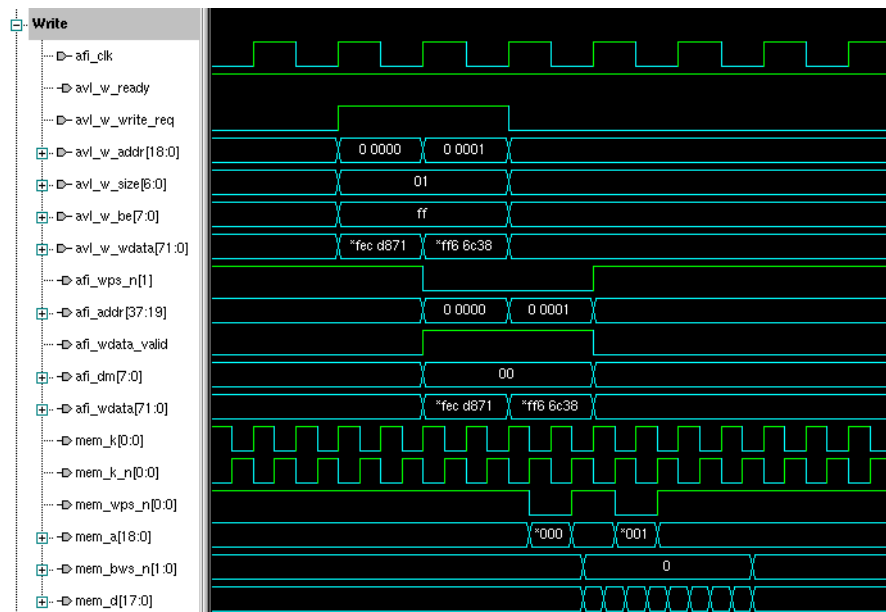 Write
afi_clk
avl_w_ready
avl_w_write_req
avl_w_addr[18:0] 0 0000 0 0001
avl_w_size[6:0] 01
avl_w_be[7:0] ff
avl_w_wdata[71:0] *fec d871 *ff6 6c38
afi_wps_n[1]
afi_addr[37:19] 0 0000 0 0001
afi_wdata_valid
afi_dm[7:0] 00
afi_wdata[71:0] *fec d871 *ff6 6c38
mem_k[0:0]
mem_k_n[0:0]
mem_wps_n[0:0]
mem_a[18:0] *000 *001
mem_bws_n[1:0] 0
mem_d[17:0]